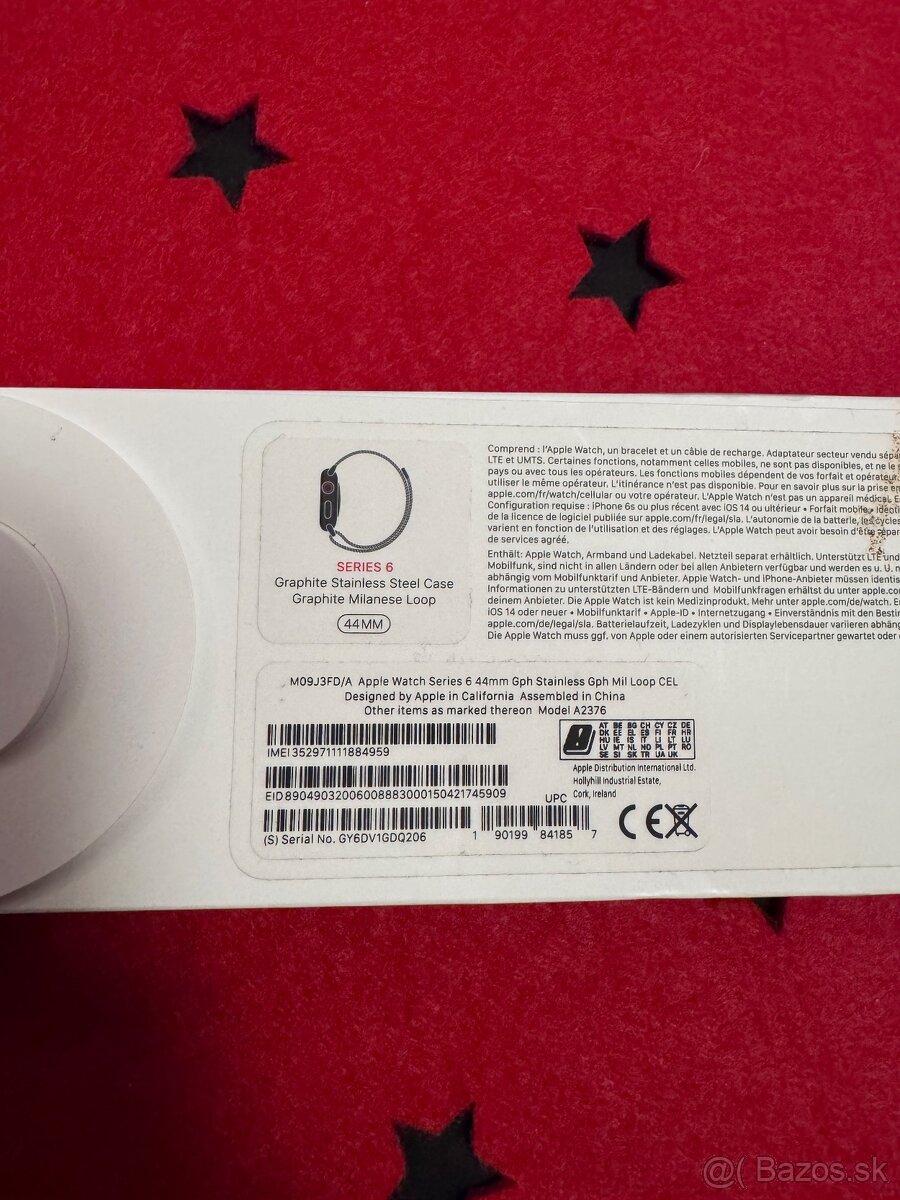 SERIES 6
Graphite Stainless Steel Case
Graphite Milanese Loop
44MM
Comprend : l'Apple Watch, un bracelet et un câble de recharge. Adaptateur secteur vendu
LTE et UMTS. Certaines fonctions, notamment celles mobiles, ne sont pas disponibles, et ne le
pays ou avec tous les opérateurs. Les fonctions mobiles dépendent de vos forfait et
utiliser le même opérateur. L'itinérance n'est pas disponible. Pour en savoir plus sur la prise
apple.com/fr/watch/cellular ou votre opérateur. L'Apple Watch n'est pas un appareil médical.
Configuration requise : iPhone 6s ou plus récent avec iOS 14 ou ultérieur • Forfait mobile •
de la licence de logiciel publiée sur apple.com/fr/legal/sla. L'autonomie de la batterie, les cycles
varient en fonction de l'utilisation et des réglages. L'Apple Watch peut avoir besoin d'être
de services agréé.
Enthält: Apple Watch, Armband und Ladekabel. Netzteil separat erhältlich. Unterstützt LTE und
Mobilfunk, sind nicht in allen Ländern oder bei allen Anbietern verfügbar und werden es u. U.
abhängig vom Mobilfunktarif und Anbieter. Apple Watch- und iPhone-Anbieter müssen
Informationen zu unterstützten LTE-Bändern und Mobilfunkfragen erhältst du unter
deinem Anbieter. Die Apple Watch ist kein Medizinprodukt. Mehr unter apple.com/de/watch.
iOS 14 oder neuer • Mobilfunktarif • Apple-ID • Internetzugang • Einverständnis mit den
apple.com/de/legal/sla. Batterielaufzeit, Ladezyklen und Displaylebensdauer variieren
Die Apple Watch muss ggf. von Apple oder einem autorisierten Servicepartner gewartet oder
M09J3FD/A Apple Watch Series 6 44mm Gph Stainless Gph Mil Loop CEL
Designed by Apple in California Assembled in China
Other items as marked thereon Model A2376
AT BE BG CH CY CZ DE
DK EE EL ES FI FR HR
HU IE IS IT LI LT LU
LV MT NL NO PL PT RO
SE SI SK TR UA UK
IMEI 352971111884959
Apple Distribution International Ltd.
Hollyhill Industrial Estate,
Cork, Ireland
EID 89049032006008883000150421745909
UPC
(S) Serial No. GY6DV1GDQ206
1 90199 84185 7
CE
@( Bazos.sk